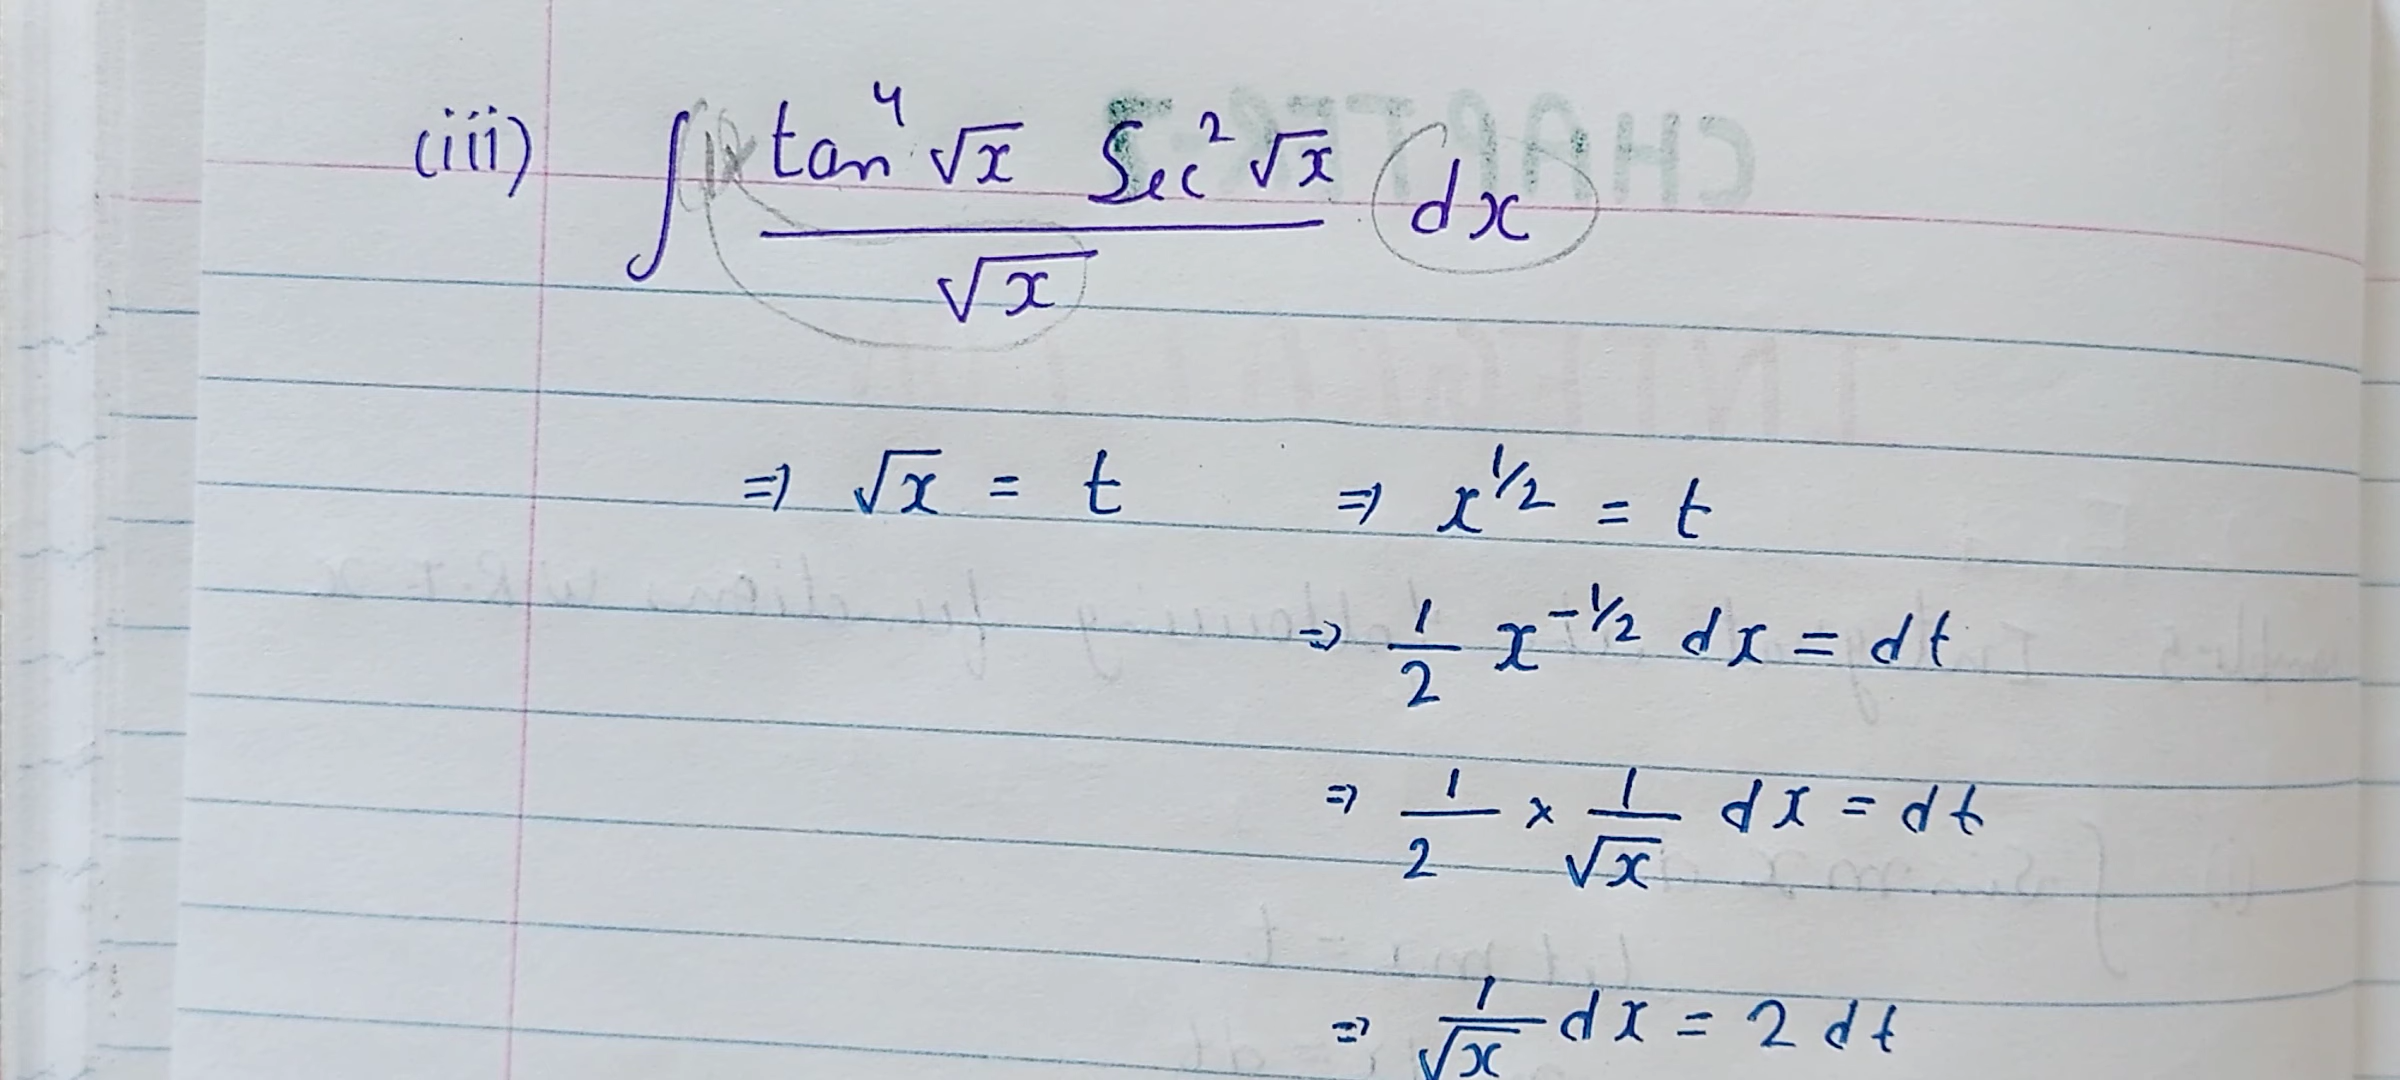 (iii) ∫ tan⁴ √x Sec² √x / √x dx
⇒ √x = t ⇒ x^1/2 = t
⇒ 1/2 x^-1/2 dx = dt
⇒ 1/2 × 1/√x dx = dt
⇒ 1/√x dx = 2 dt